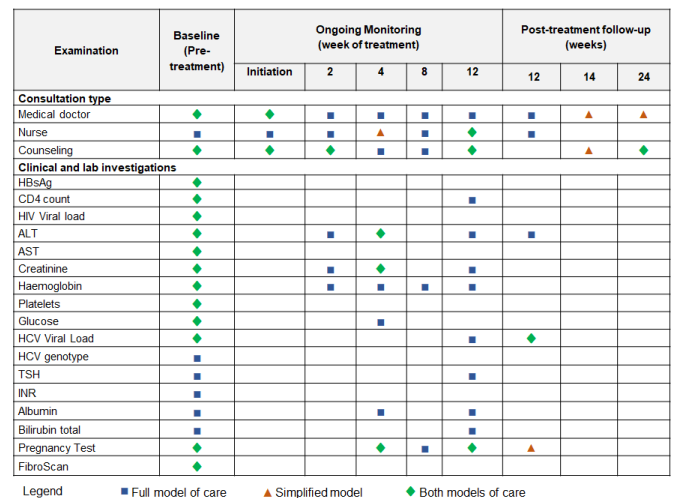 Examination
Baseline
(Pre-
treatment)
Ongoing Monitoring
(week of treatment)
Post-treatment follow-up
(weeks)
Initiation 2 4 8 12 12 14 24
Consultation type
Medical doctor
Nurse
Counseling
Clinical and lab investigations
HBsAg
CD4 count
HIV Viral load
ALT
AST
Creatinine
Haemoglobin
Platelets
Glucose
HCV Viral Load
HCV genotype
TSH
INR
Albumin
Bilirubin total
Pregnancy Test
FibroScan
Legend Full model of care Simplified model Both models of care